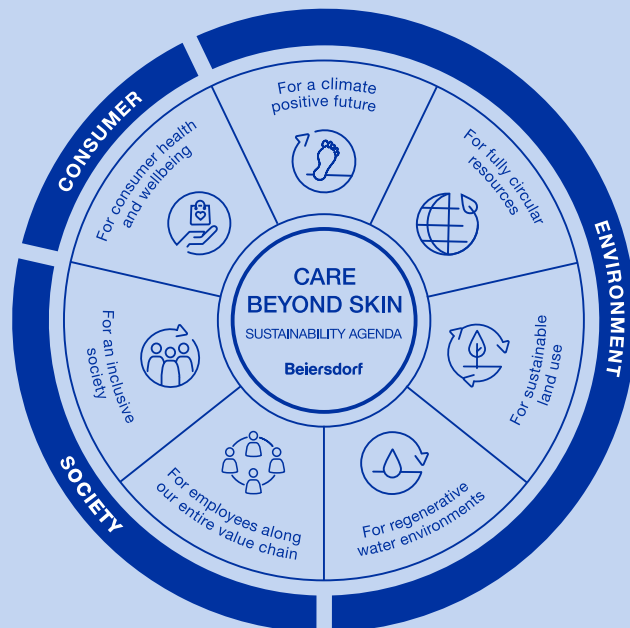 CARE
BEYOND SKIN
SUSTAINABILITY AGENDA
Beiersdorf
CONSUMER
ENVIRONMENT
SOCIETY
For a climate
positive future
For fully circular
resources
For sustainable
land use
For regenerative
water environments
For employees along
our entire value chain
For an inclusive
society
For consumer health
and wellbeing